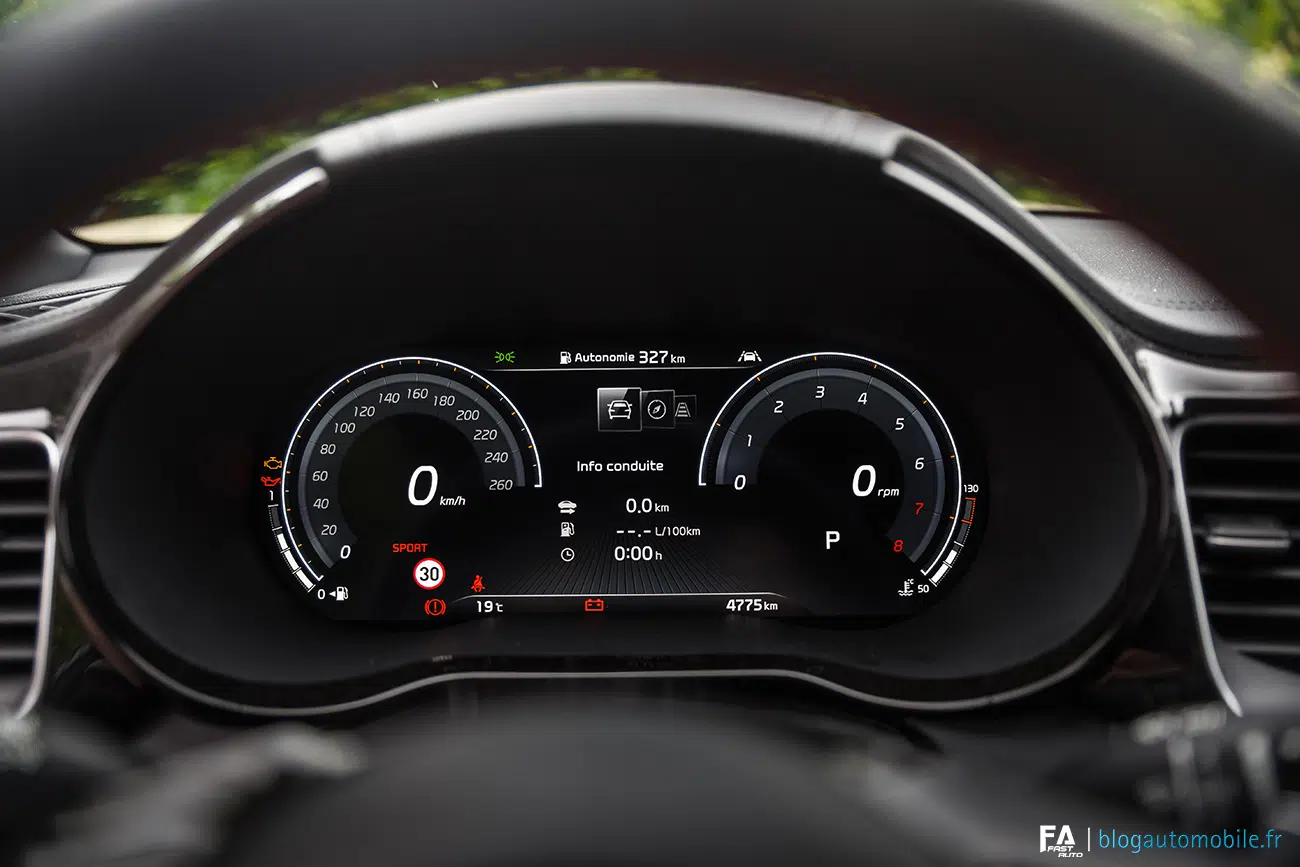 Autonomie 327 km
Info conduite
0.0 km
--.- L/100km
0:00 h
0 20 40 60 80 100 120 140 160 180 200 220 240 260
0 km/h
SPORT
30
1
0
19 °C
4775 km
0 1 2 3 4 5 6 7 8
0 rpm
P
130
°C
50
FA FAST AUTO | blogautomobile.fr